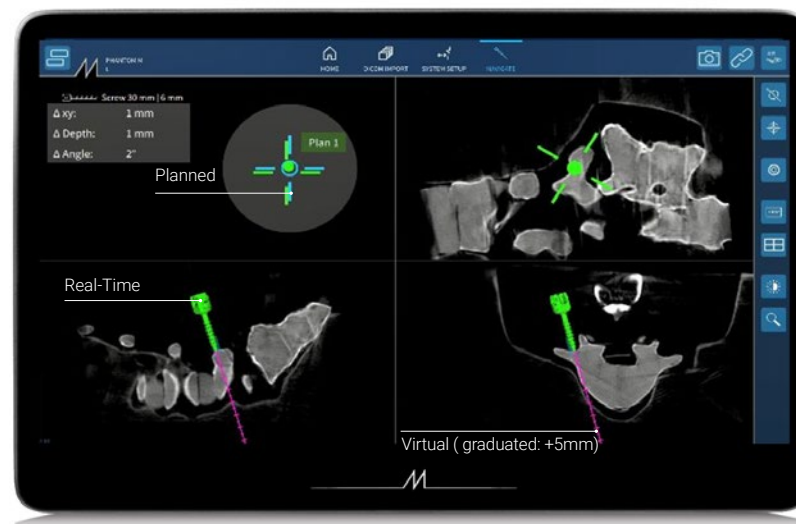 PHANTOM M
L
HOME
DICOM IMPORT
SYSTEM SETUP
NAVIGATE
Screw 30 mm | 6 mm
Δ xy: 1 mm
Δ Depth: 1 mm
Δ Angle: 2°
Plan 1
Planned
Real-Time
Virtual ( graduated: +5mm)